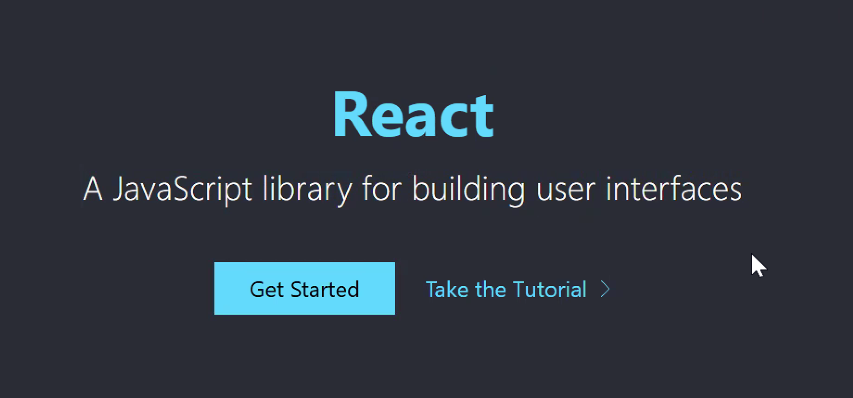 React
A JavaScript library for building user interfaces
Get Started
Take the Tutorial